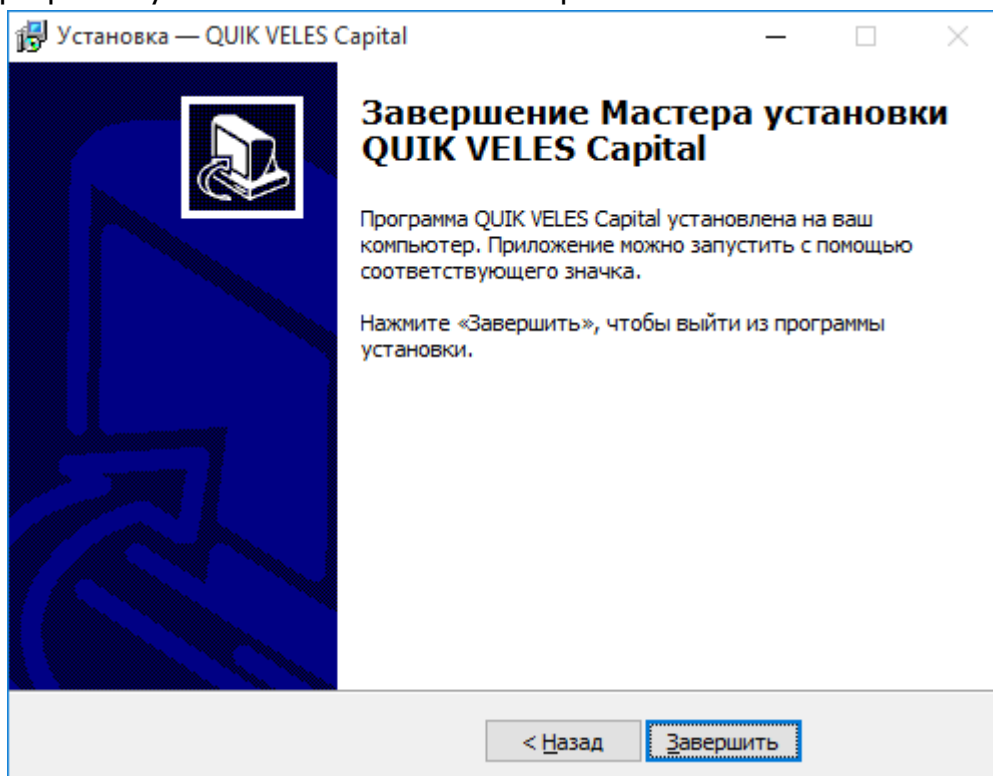 Установка — QUIK VELES Capital
Завершение Мастера установки
QUIK VELES Capital
Программа QUIK VELES Capital установлена на ваш
компьютер. Приложение можно запустить с помощью
соответствующего значка.
Нажмите «Завершить», чтобы выйти из программы
установки.
< Назад
Завершить